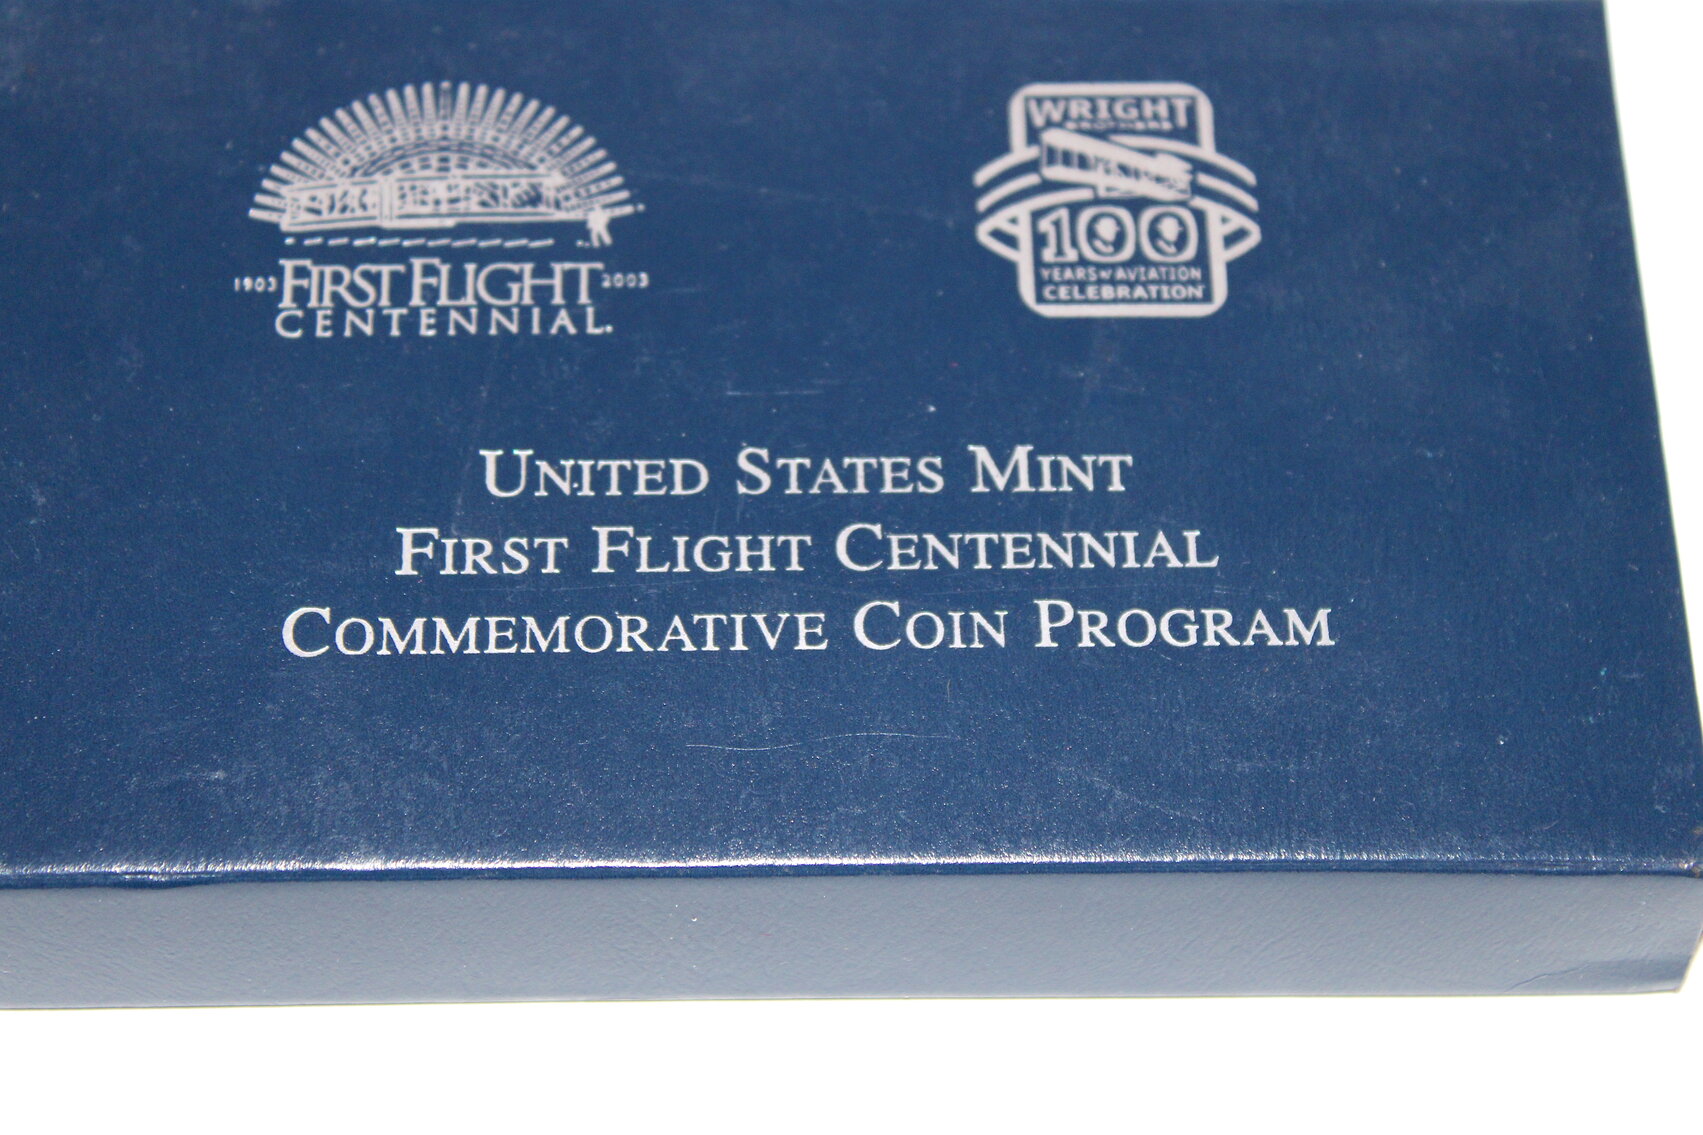 1903 FIRST FLIGHT 2003
CENTENNIAL.
WRIGHT
BROTHERS
100
YEARS of AVIATION
CELEBRATION
UNITED STATES MINT
FIRST FLIGHT CENTENNIAL
COMMEMORATIVE COIN PROGRAM